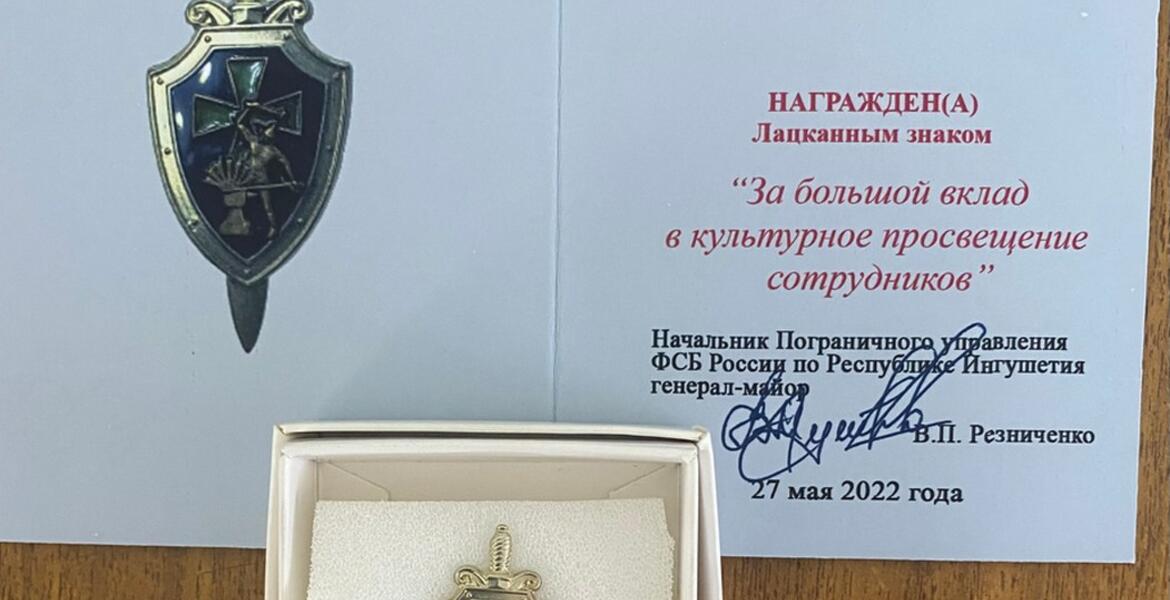 НАГРАЖДЕН(А)
Лацканным знаком
“За большой вклад
в культурное просвещение
сотрудников”
Начальник Пограничного управления
ФСБ России по Республике Ингушетия
генерал-майор
В.П. Резниченко
27 мая 2022 года